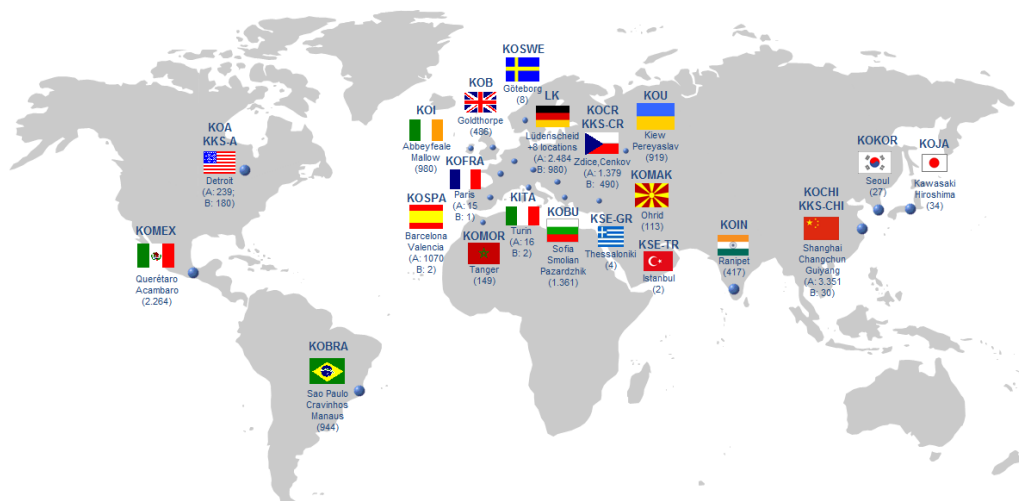 KOSWE
Göteborg
(8)
KOB
Goldthorpe
(486)
LK
Lüdenscheid
+8 locations
(A: 2.484
B: 980)
KOCR
KKS-CR
Zdice,Cenkov
(A: 1.379
B: 490)
KOU
Kiew
Pereyaslav
(919)
KOI
Abbeyfeale
Mallow
(980)
KOA
KKS-A
Detroit
(A: 239;
B: 180)
KOKOR
Seoul
(27)
KOJA
Kawasaki
Hiroshima
(34)
KOFRA
Paris
(A: 15
B: 1)
KOMAK
Ohrid
(113)
KOSPA
Barcelona
Valencia
(A: 1070
B: 2)
KITA
Turin
(A: 16
B: 2)
KOBU
Sofia
Smolian
Pazardzhik
(1.361)
KSE-GR
Thessaloniki
(4)
KOCHI
KKS-CHI
Shanghai
Changchun
Guiyang
(A: 3.351
B: 30)
KOMEX
Querétaro
Acambaro
(2.264)
KOMOR
Tanger
(149)
KSE-TR
Istanbul
(2)
KOIN
Ranipet
(417)
KOBRA
Sao Paulo
Cravinhos
Manaus
(944)